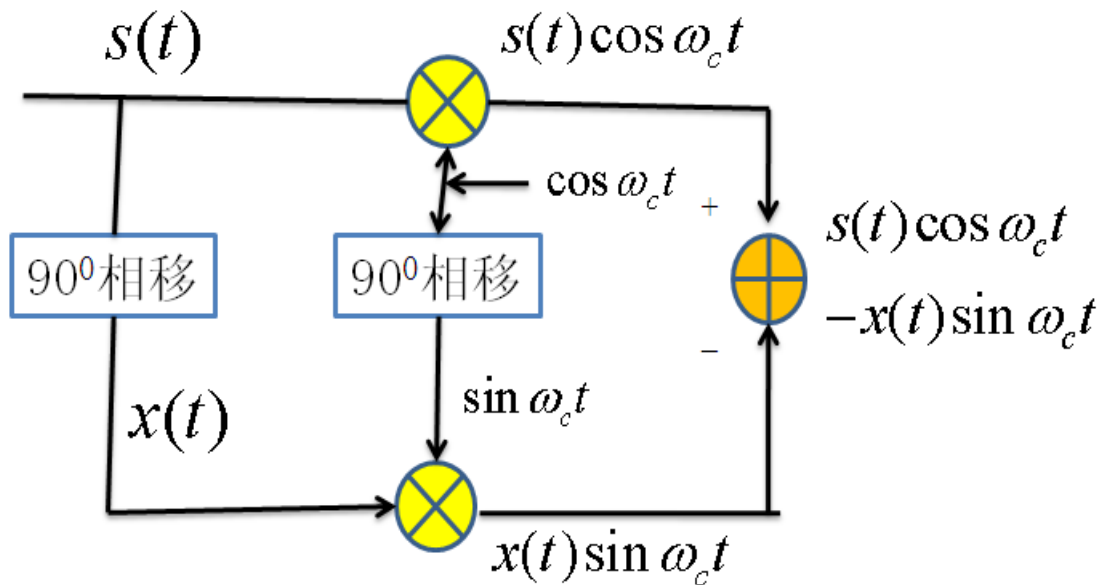 s(t)
s(t)cos ω_c t
cos ω_c t
+
90⁰相移
90⁰相移
s(t)cos ω_c t
−x(t)sin ω_c t
−
sin ω_c t
x(t)
x(t)sin ω_c t